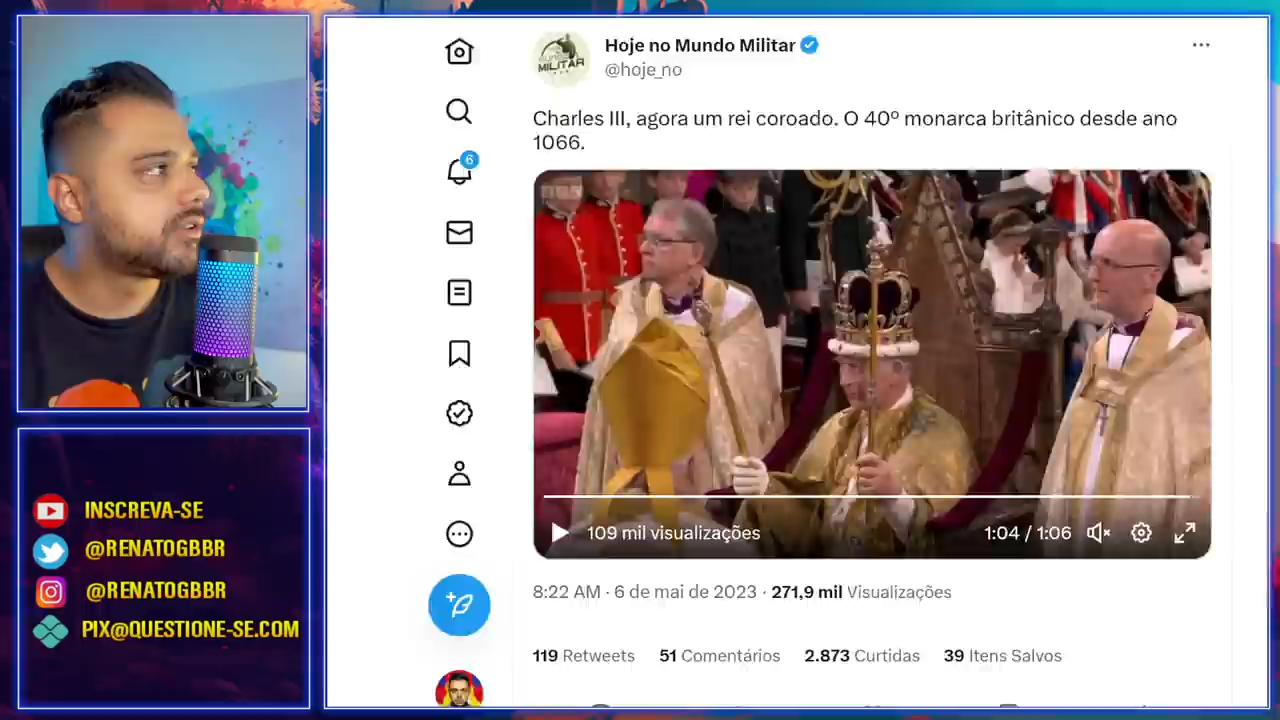 Hoje no Mundo Militar
@hoje_no
Charles III, agora um rei coroado. O 40º monarca britânico desde ano
1066.
6
MILITAR
109 mil visualizações
1:04 / 1:06
8:22 AM · 6 de mai de 2023 · 271,9 mil Visualizações
119 Retweets 51 Comentários 2.873 Curtidas 39 Itens Salvos
INSCREVA-SE
@RENATOGBBR
@RENATOGBBR
PIX@QUESTIONE-SE.COM